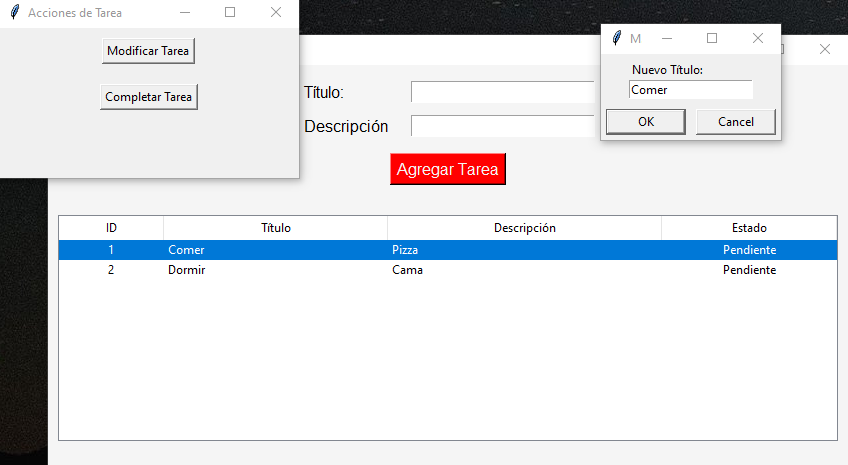 Acciones de Tarea
Modificar Tarea
Completar Tarea
M
Nuevo Título:
Comer
OK Cancel
Título:
Descripción
Agregar Tarea
ID Título Descripción Estado
1 Comer Pizza Pendiente
2 Dormir Cama Pendiente